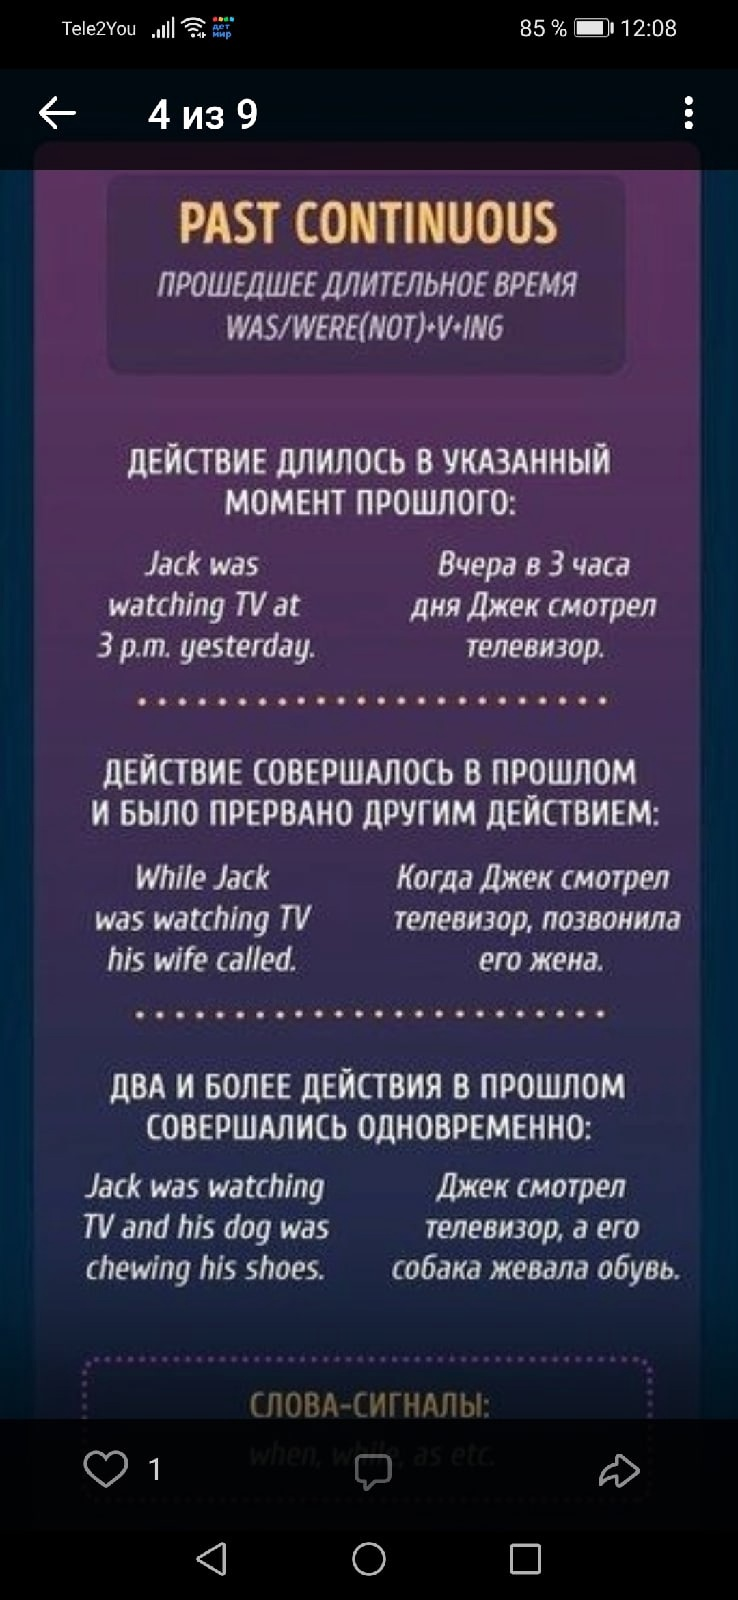 Tele2You
дет
мир
85 % 12:08
4 из 9
PAST CONTINUOUS
ПРОШЕДШЕЕ ДЛИТЕЛЬНОЕ ВРЕМЯ
WAS/WERE(NOT)+V+ING
ДЕЙСТВИЕ ДЛИЛОСЬ В УКАЗАННЫЙ
МОМЕНТ ПРОШЛОГО:
Jack was
watching TV at
3 p.m. yesterday.
Вчера в 3 часа
дня Джек смотрел
телевизор.
ДЕЙСТВИЕ СОВЕРШАЛОСЬ В ПРОШЛОМ
И БЫЛО ПРЕРВАНО ДРУГИМ ДЕЙСТВИЕМ:
While Jack
was watching TV
his wife called.
Когда Джек смотрел
телевизор, позвонила
его жена.
ДВА И БОЛЕЕ ДЕЙСТВИЯ В ПРОШЛОМ
СОВЕРШАЛИСЬ ОДНОВРЕМЕННО:
Jack was watching
TV and his dog was
chewing his shoes.
Джек смотрел
телевизор, а его
собака жевала обувь.
СЛОВА-СИГНАЛЫ:
when, while, as etc.
1